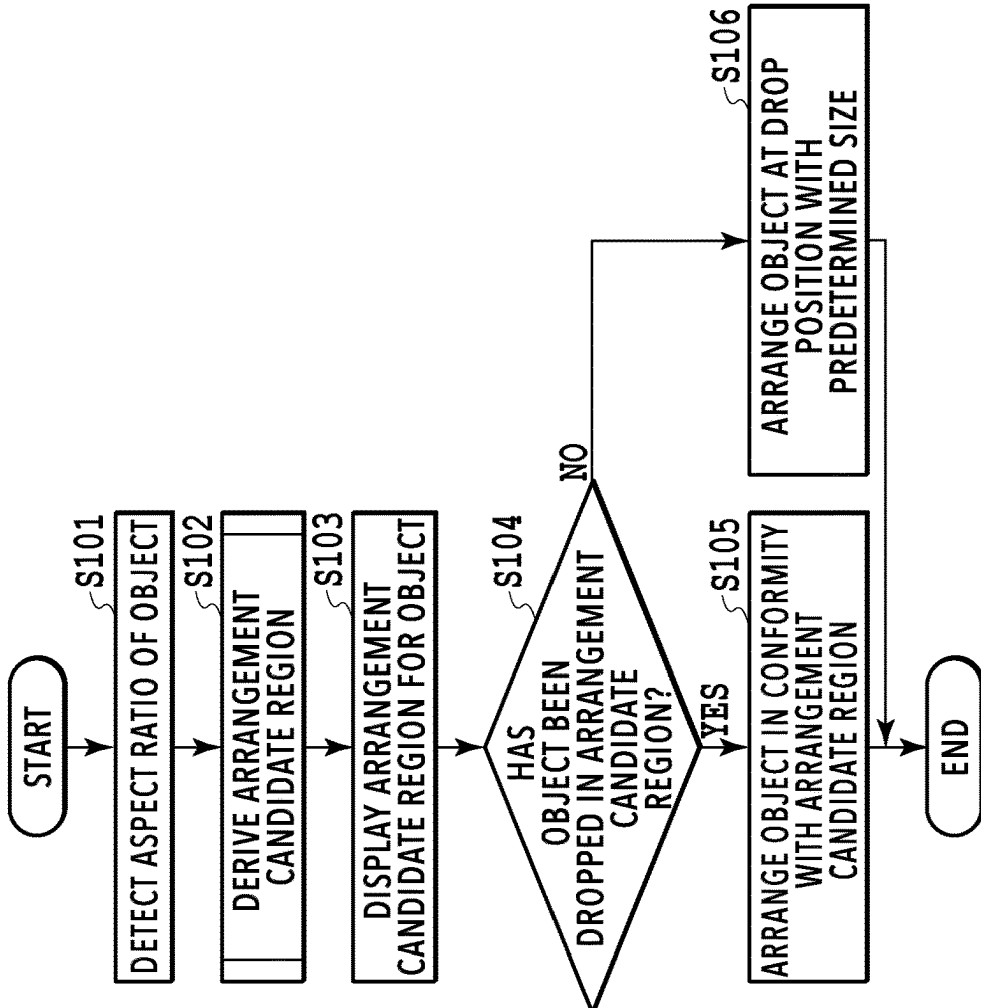 START
S101
DETECT ASPECT RATIO OF OBJECT
S102
DERIVE ARRANGEMENT
CANDIDATE REGION
S103
DISPLAY ARRANGEMENT
CANDIDATE REGION FOR OBJECT
S104
HAS
OBJECT BEEN
DROPPED IN ARRANGEMENT
CANDIDATE
REGION?
NO
YES
S105
ARRANGE OBJECT IN CONFORMITY
WITH ARRANGEMENT
CANDIDATE REGION
S106
ARRANGE OBJECT AT DROP
POSITION WITH
PREDETERMINED SIZE
END